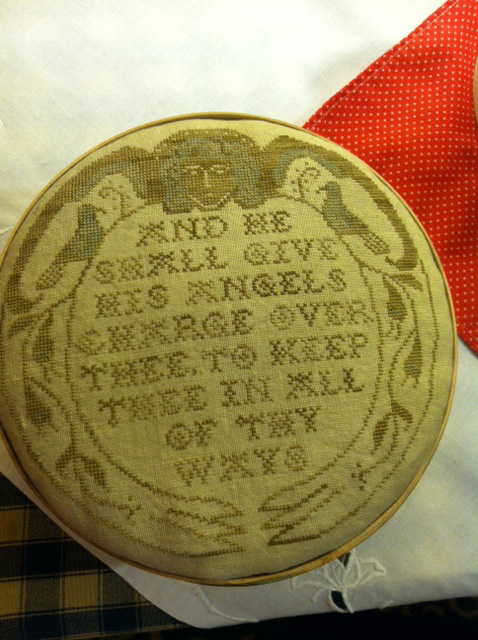 AND HE
SHALL GIVE
HIS ANGELS
CHARGE OVER
THEE, TO KEEP
THEE IN ALL
OF THY
WAYS